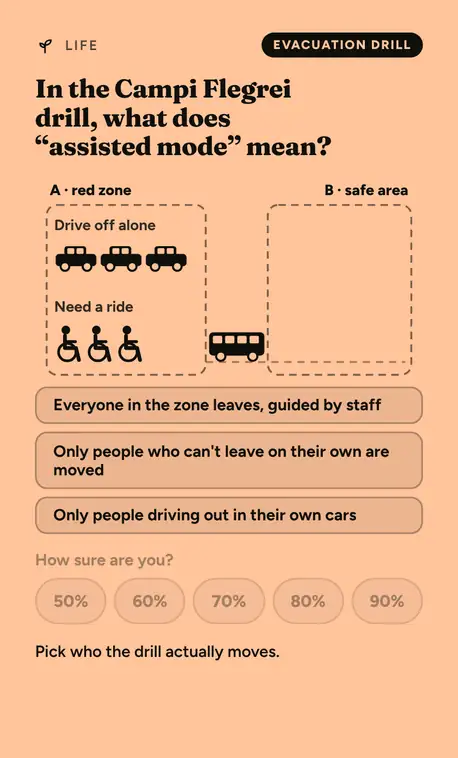 LIFE
EVACUATION DRILL
In the Campi Flegrei
drill, what does
“assisted mode” mean?
A · red zone
B · safe area
Drive off alone
Need a ride
Everyone in the zone leaves, guided by staff
Only people who can't leave on their own are
moved
Only people driving out in their own cars
How sure are you?
50%
60%
70%
80%
90%
Pick who the drill actually moves.